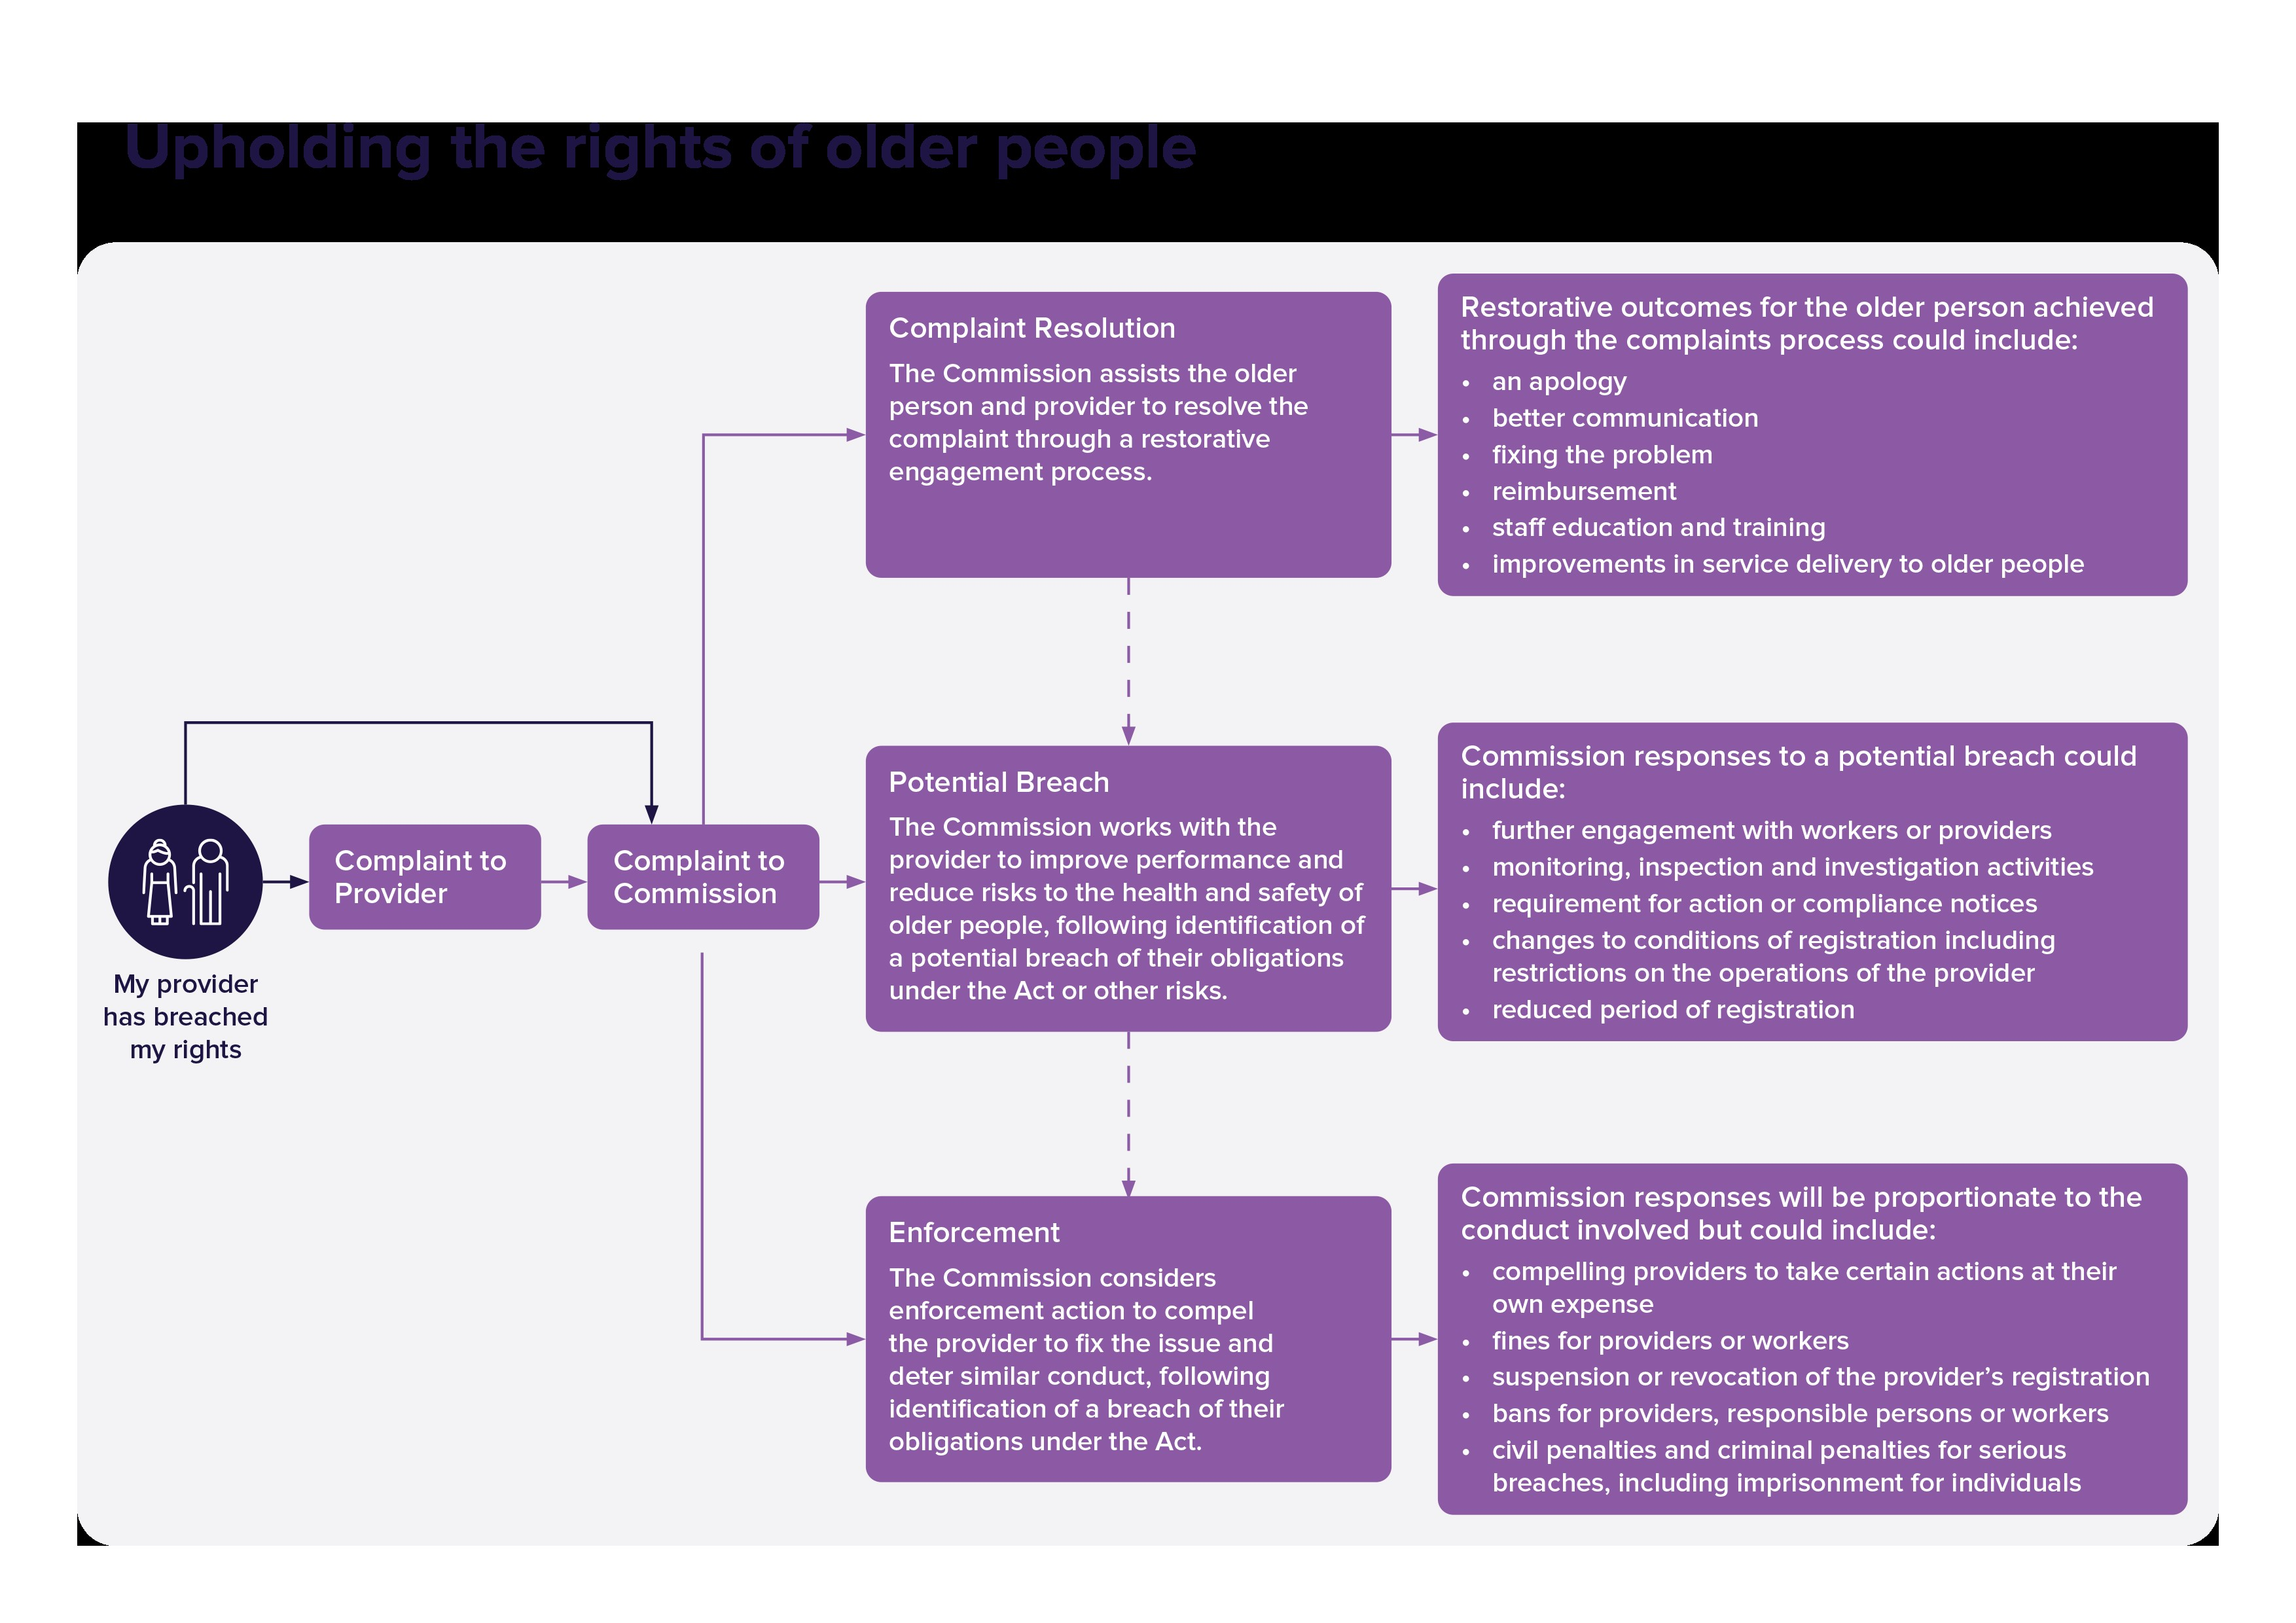 Upholding the rights of older people
My provider
has breached
my rights
Complaint to
Provider
Complaint to
Commission
Complaint Resolution
The Commission assists the older
person and provider to resolve the
complaint through a restorative
engagement process.
Restorative outcomes for the older person achieved
through the complaints process could include:
• an apology
• better communication
• fixing the problem
• reimbursement
• staff education and training
• improvements in service delivery to older people
Potential Breach
The Commission works with the
provider to improve performance and
reduce risks to the health and safety of
older people, following identification of
a potential breach of their obligations
under the Act or other risks.
Commission responses to a potential breach could
include:
• further engagement with workers or providers
• monitoring, inspection and investigation activities
• requirement for action or compliance notices
• changes to conditions of registration including
restrictions on the operations of the provider
• reduced period of registration
Enforcement
The Commission considers
enforcement action to compel
the provider to fix the issue and
deter similar conduct, following
identification of a breach of their
obligations under the Act.
Commission responses will be proportionate to the
conduct involved but could include:
• compelling providers to take certain actions at their
own expense
• fines for providers or workers
• suspension or revocation of the provider’s registration
• bans for providers, responsible persons or workers
• civil penalties and criminal penalties for serious
breaches, including imprisonment for individuals